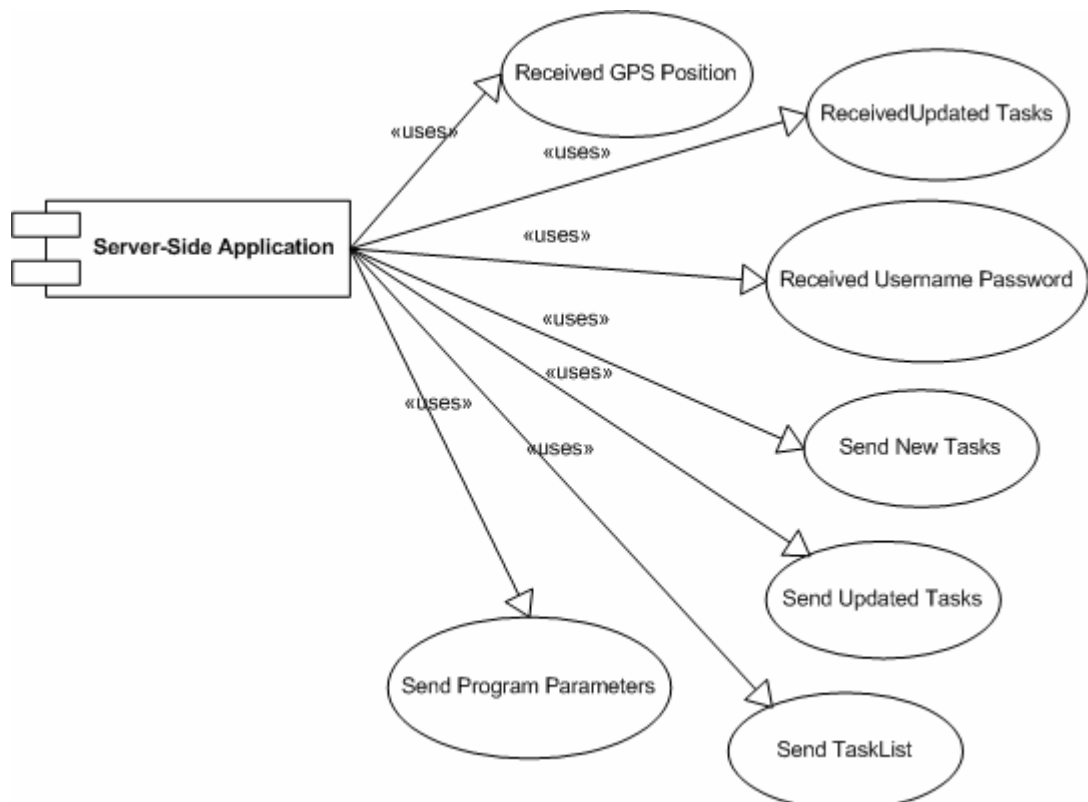 Received GPS Position
«uses»
ReceivedUpdated Tasks
«uses»
Server-Side Application
«uses»
Received Username Password
«uses»
«uses»
«uses»
«uses»
Send New Tasks
Send Updated Tasks
Send Program Parameters
Send TaskList